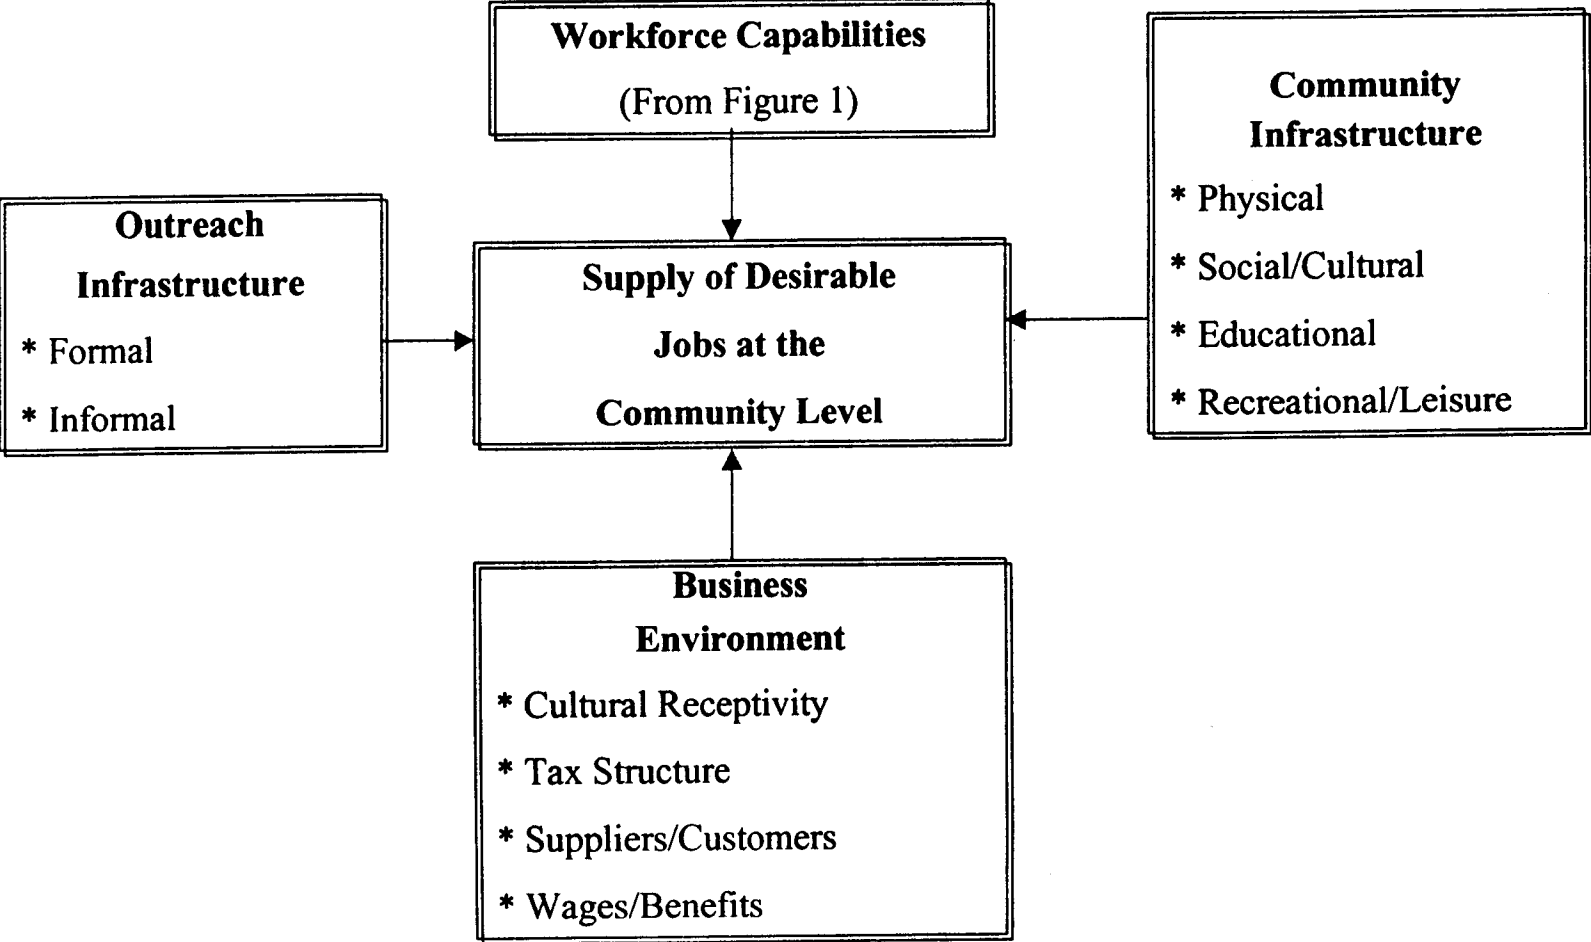 Workforce Capabilities
(From Figure 1)
Community
Infrastructure
* Physical
* Social/Cultural
* Educational
* Recreational/Leisure
Outreach
Infrastructure
* Formal
* Informal
Supply of Desirable
Jobs at the
Community Level
Business
Environment
* Cultural Receptivity
* Tax Structure
* Suppliers/Customers
* Wages/Benefits